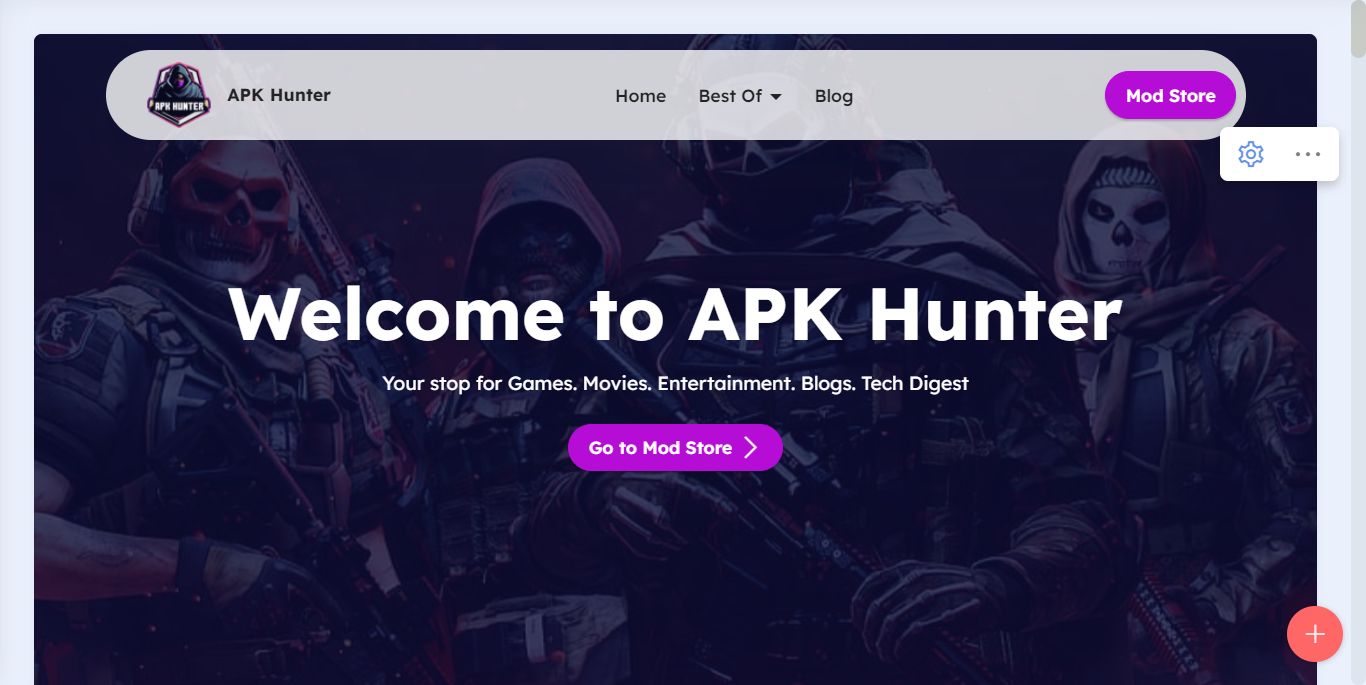 APK HUNTER
APK Hunter
Home
Best Of
Blog
Mod Store
Welcome to APK Hunter
Your stop for Games. Movies. Entertainment. Blogs. Tech Digest
Go to Mod Store